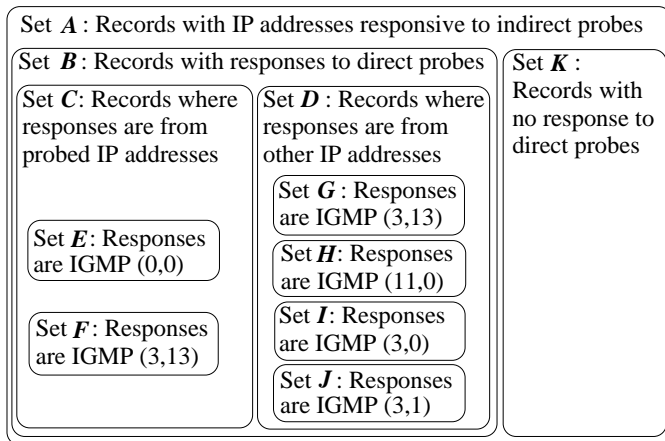 Set A : Records with IP addresses responsive to indirect probes
Set B : Records with responses to direct probes
Set C: Records where
responses are from
probed IP addresses
Set E: Responses
are IGMP (0,0)
Set F: Responses
are IGMP (3,13)
Set D : Records where
responses are from
other IP addresses
Set G : Responses
are IGMP (3,13)
Set H: Responses
are IGMP (11,0)
Set I: Responses
are IGMP (3,0)
Set J: Responses
are IGMP (3,1)
Set K :
Records with
no response to
direct probes